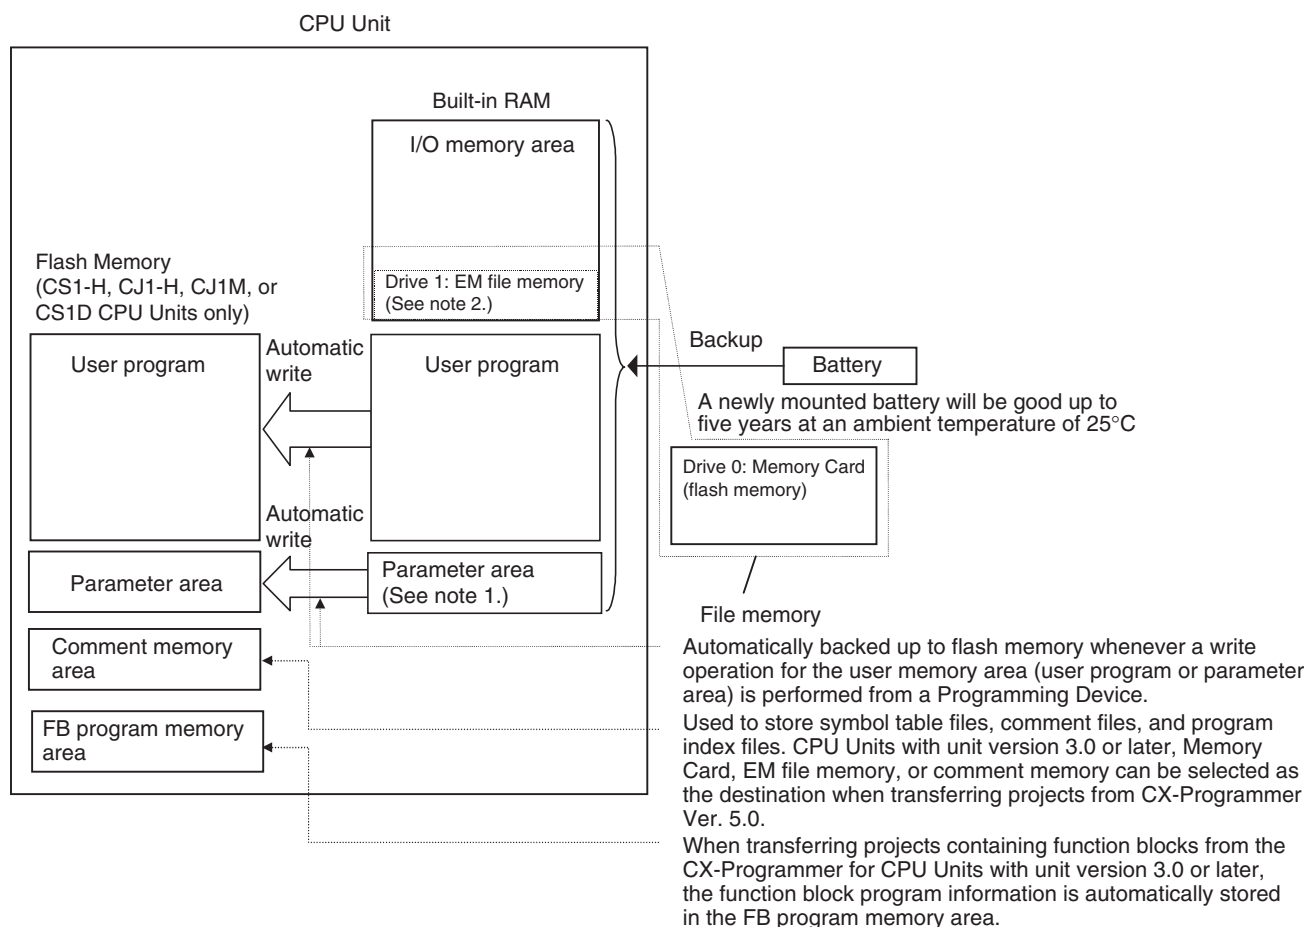 CPU Unit
Built-in RAM
I/O memory area
Flash Memory
(CS1-H, CJ1-H, CJ1M, or
CS1D CPU Units only)
Drive 1: EM file memory
(See note 2.)
User program
Automatic
write
User program
Backup
Battery
A newly mounted battery will be good up to
five years at an ambient temperature of 25°C
Drive 0: Memory Card
(flash memory)
Automatic
write
Parameter area
Parameter area
(See note 1.)
File memory
Comment memory
area
FB program memory
area
Automatically backed up to flash memory whenever a write
operation for the user memory area (user program or parameter
area) is performed from a Programming Device.
Used to store symbol table files, comment files, and program
index files. CPU Units with unit version 3.0 or later, Memory
Card, EM file memory, or comment memory can be selected as
the destination when transferring projects from CX-Programmer
Ver. 5.0.
When transferring projects containing function blocks from the
CX-Programmer for CPU Units with unit version 3.0 or later,
the function block program information is automatically stored
in the FB program memory area.